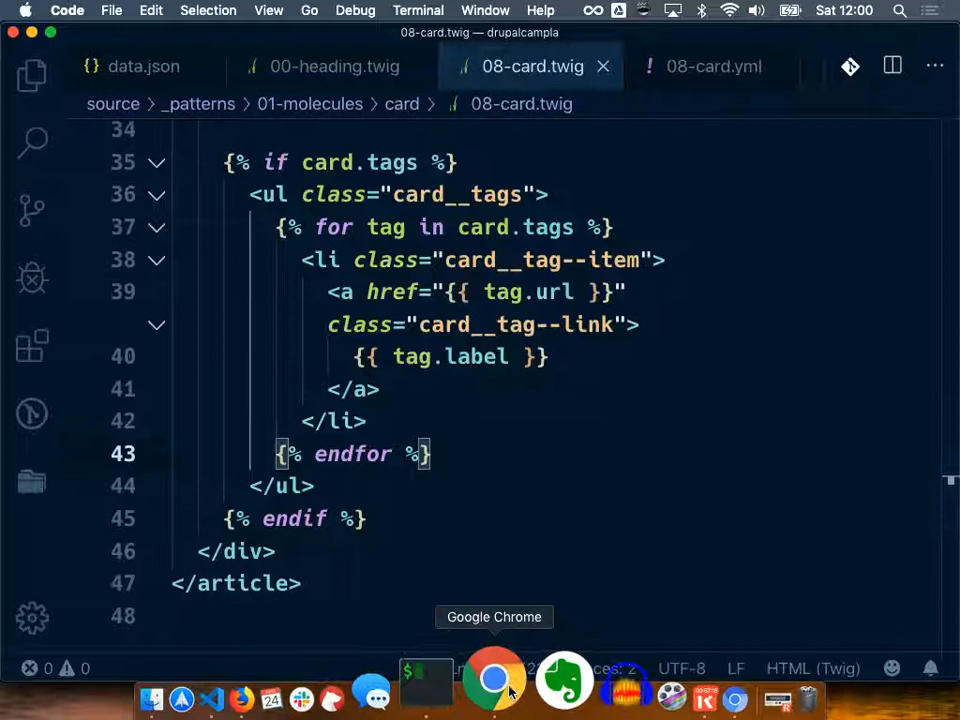 Code File Edit Selection View Go Debug Terminal Window Help Sat 12:00
08-card.twig — drupalcampla
{} data.json 00-heading.twig 08-card.twig ! 08-card.yml ...
source > _patterns > 01-molecules > card > 08-card.twig
34
35 {% if card.tags %}
36 <ul class="card__tags">
37 {% for tag in card.tags %}
38 <li class="card__tag--item">
39 <a href="{{ tag.url }}"
class="card__tag--link">
40 {{ tag.label }}
41 </a>
42 </li>
43 {% endfor %}
44 </ul>
45 {% endif %}
46 </div>
47 </article>
48
Google Chrome
0 0 UTF-8 LF HTML (Twig)
$
24